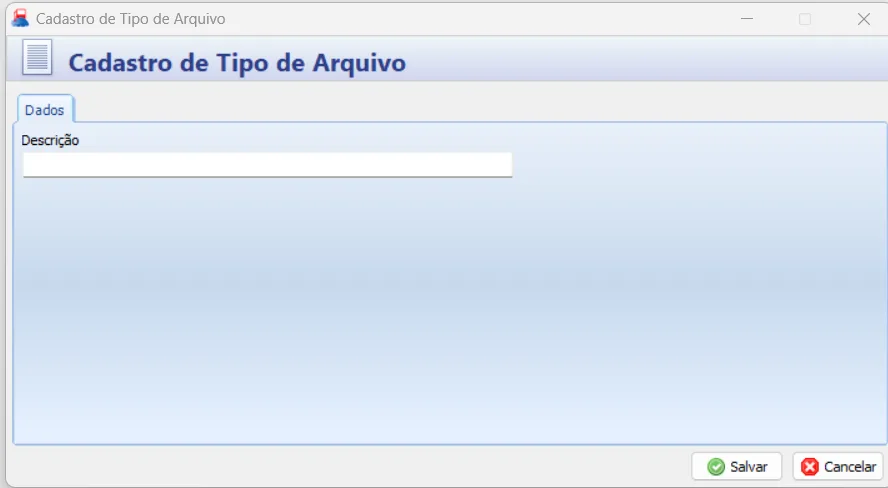 Cadastro de Tipo de Arquivo
Cadastro de Tipo de Arquivo
Dados
Descrição
Salvar
Cancelar